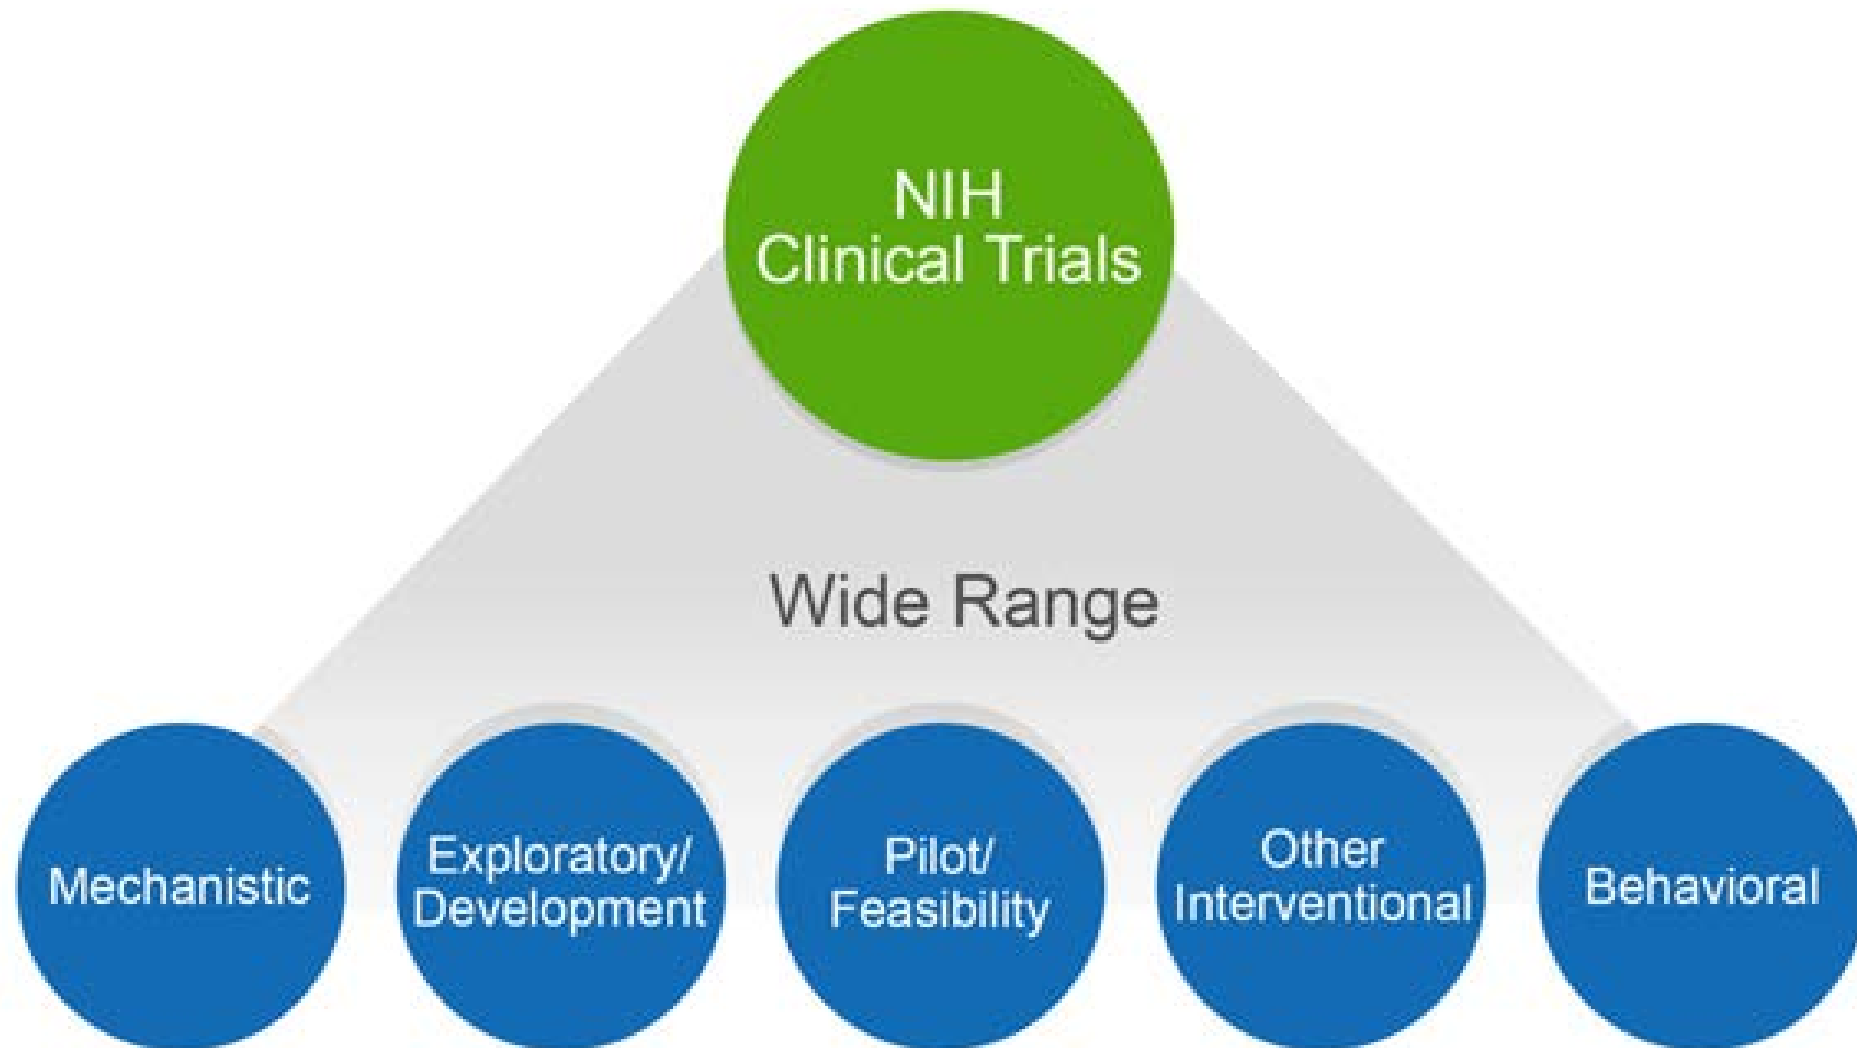 NIH
Clinical Trials
Wide Range
Mechanistic
Exploratory/
Development
Pilot/
Feasibility
Other
Interventional
Behavioral